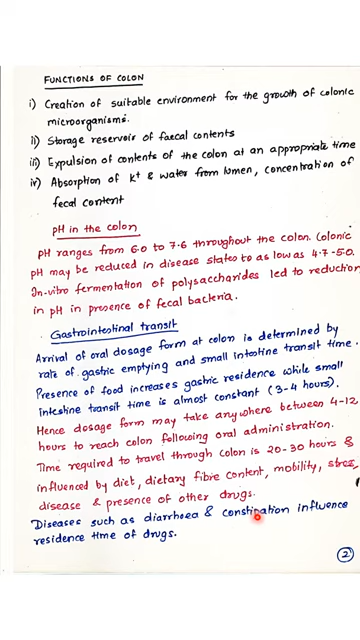 FUNCTIONS OF COLON
i) Creation of suitable environment for the growth of colonic
microorganisms.
ii) Storage reservoir of faecal contents
iii) Expulsion of contents of the colon at an appropriate time
iv) Absorption of K+ & water from lumen, concentration of
fecal content
pH in the colon
pH ranges from 6.0 to 7.6 throughout the colon. Colonic
pH may be reduced in disease states to as low as 4.7-5.0.
In-vitro fermentation of polysaccharides led to reduction
in pH in presence of fecal bacteria.
Gastrointestinal transit
Arrival of oral dosage form at colon is determined by
rate of gastric emptying and small intestine transit time.
Presence of food increases gastric residence while small
intestine transit time is almost constant (3-4 hours).
Hence dosage form may take anywhere between 4-12
hours to reach colon following oral administration.
Time required to travel through colon is 20-30 hours &
influenced by diet, dietary fibre content, mobility, stress,
disease & presence of other drugs.
Diseases such as diarrhoea & constipation influence
residence time of drugs.
2